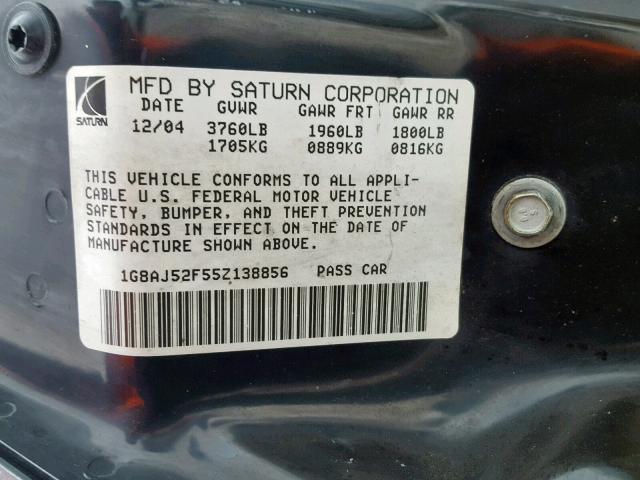 MFD BY SATURN CORPORATION
SATURN
DATE GVWR GAWR FRT GAWR RR
12/04 3760LB 1960LB 1800LB
1705KG 0889KG 0816KG
THIS VEHICLE CONFORMS TO ALL APPLI-
CABLE U.S. FEDERAL MOTOR VEHICLE
SAFETY, BUMPER, AND THEFT PREVENTION
STANDARDS IN EFFECT ON THE DATE OF
MANUFACTURE SHOWN ABOVE.
1G8AJ52F55Z138856 PASS CAR